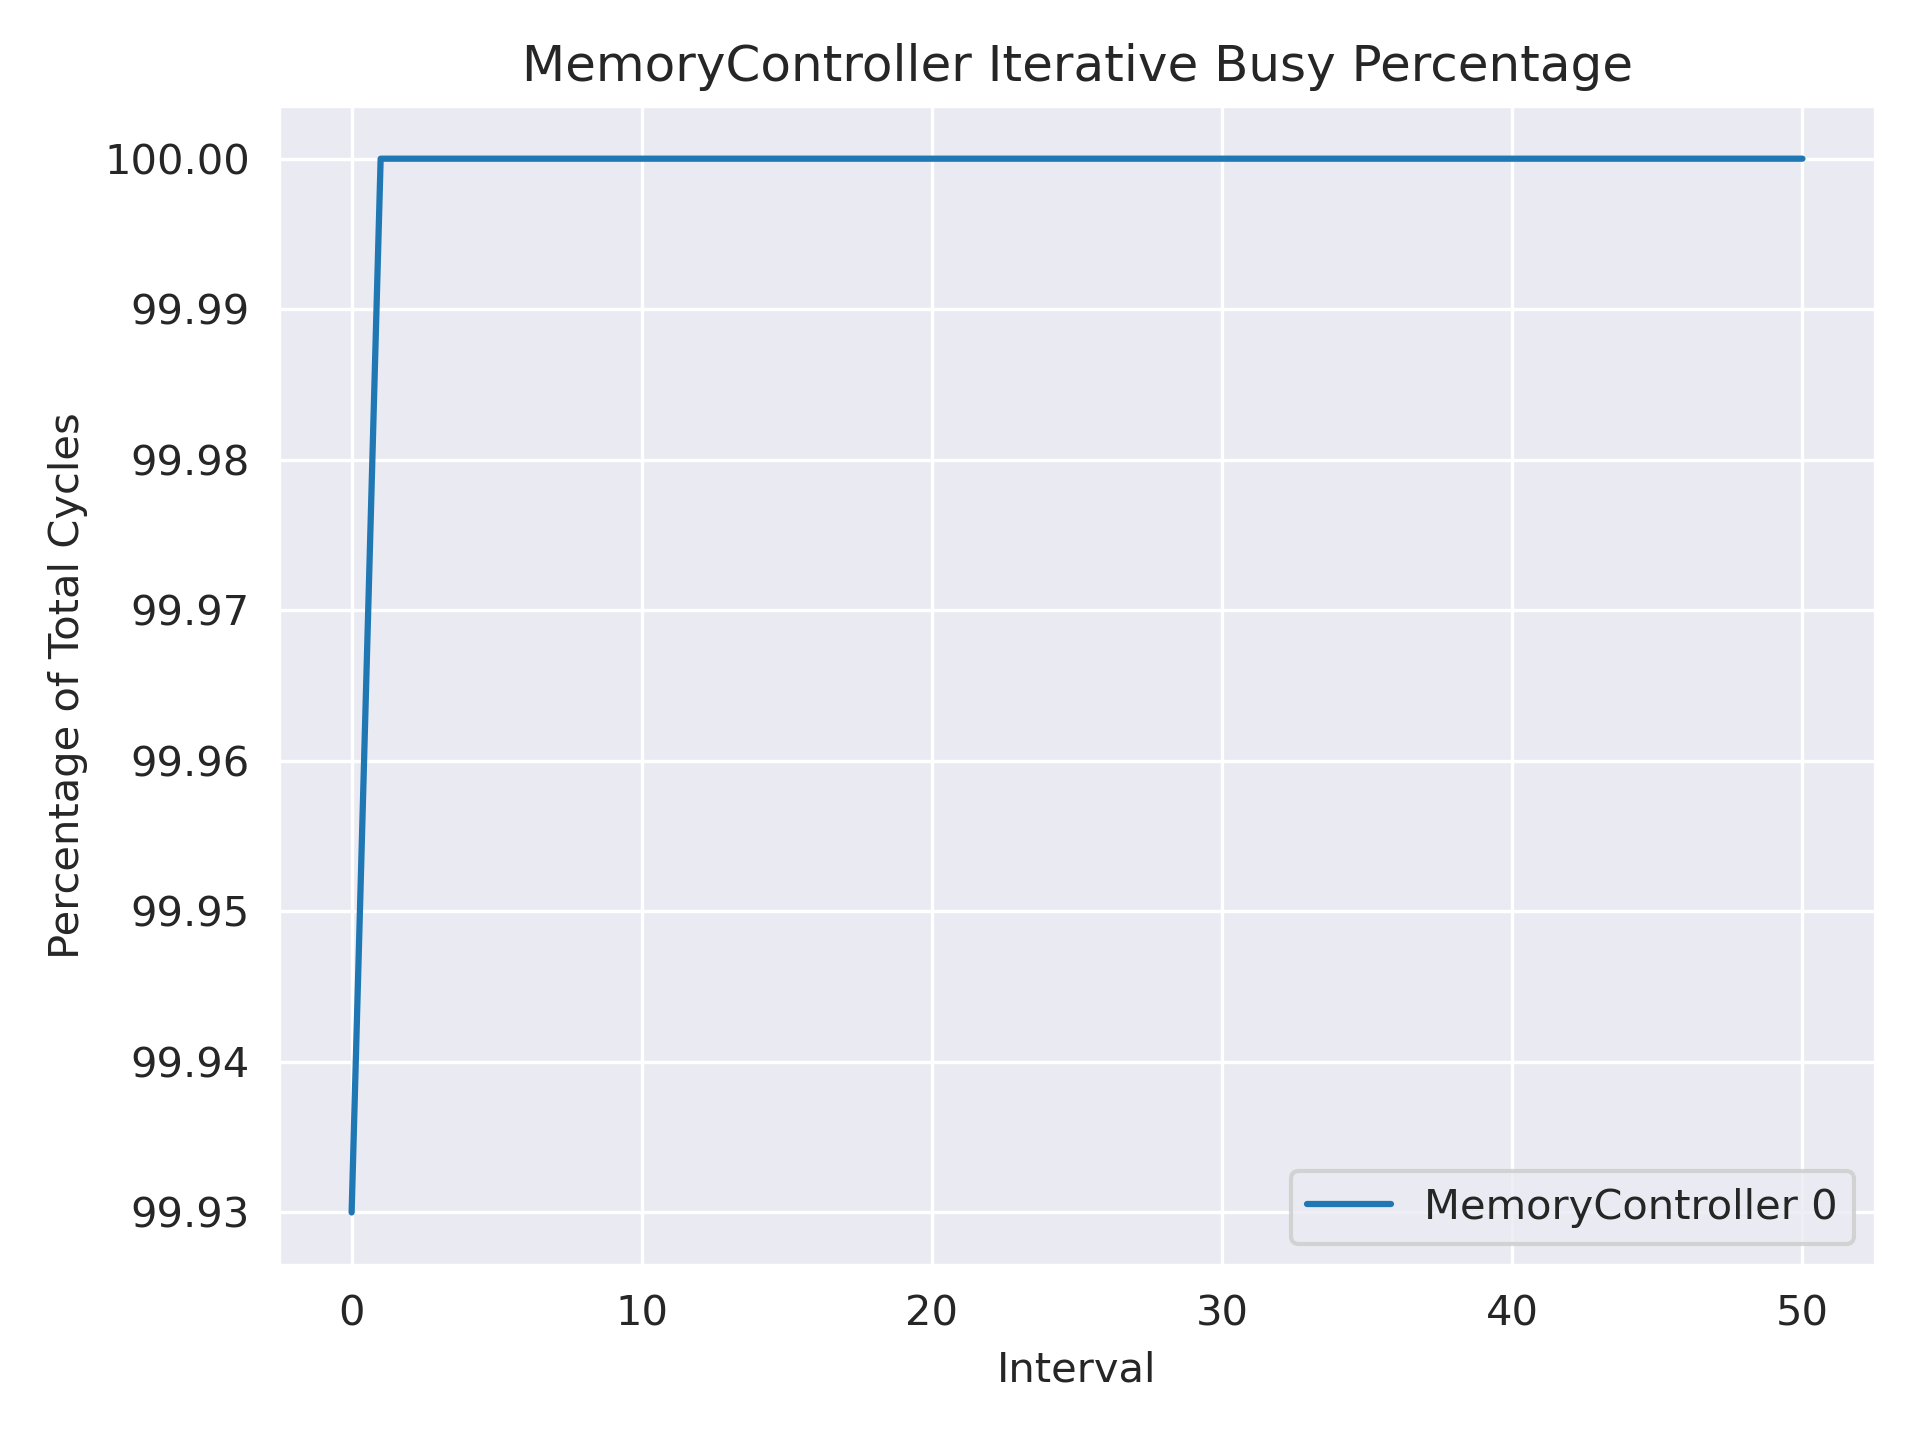 MemoryController Iterative Busy Percentage
Percentage of Total Cycles
100.00
99.99
99.98
99.97
99.96
99.95
99.94
99.93
MemoryController 0
0 10 20 30 40 50
Interval